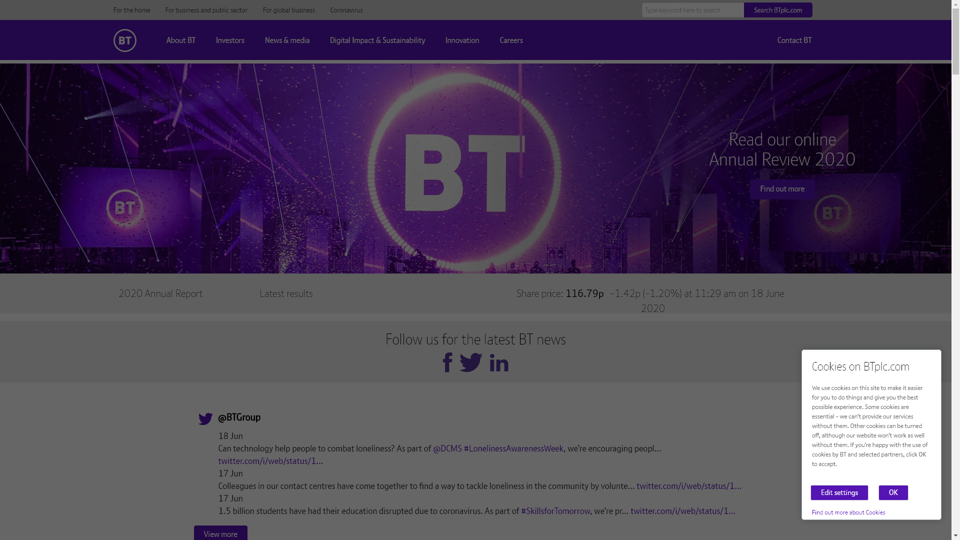 For the home
For business and public sector
For global business
Coronavirus
Type keyword here to search
Search BTplc.com
BT
About BT
Investors
News & media
Digital Impact & Sustainability
Innovation
Careers
Contact BT
BT
BT
BT
Read our online
Annual Review 2020
Find out more
2020 Annual Report
Latest results
Share price: 116.79p -1.42p (-1.20%) at 11:29 am on 18 June
2020
Follow us for the latest BT news
@BTGroup
18 Jun
Can technology help people to combat loneliness? As part of @DCMS #LonelinessAwarenessWeek, we're encouraging peopl...
twitter.com/i/web/status/1...
17 Jun
Colleagues in our contact centres have come together to find a way to tackle loneliness in the community by volunte... twitter.com/i/web/status/1...
17 Jun
1.5 billion students have had their education disrupted due to coronavirus. As part of #SkillsforTomorrow, we're pr... twitter.com/i/web/status/1...
View more
Cookies on BTplc.com
We use cookies on this site to make it easier
for you to do things and give you the best
possible experience. Some cookies are
essential – we can't provide our services
without them. Other cookies can be turned
off, although our website won't work as well
without them. If you're happy with the use of
cookies by BT and selected partners, click OK
to accept.
Edit settings
OK
Find out more about Cookies